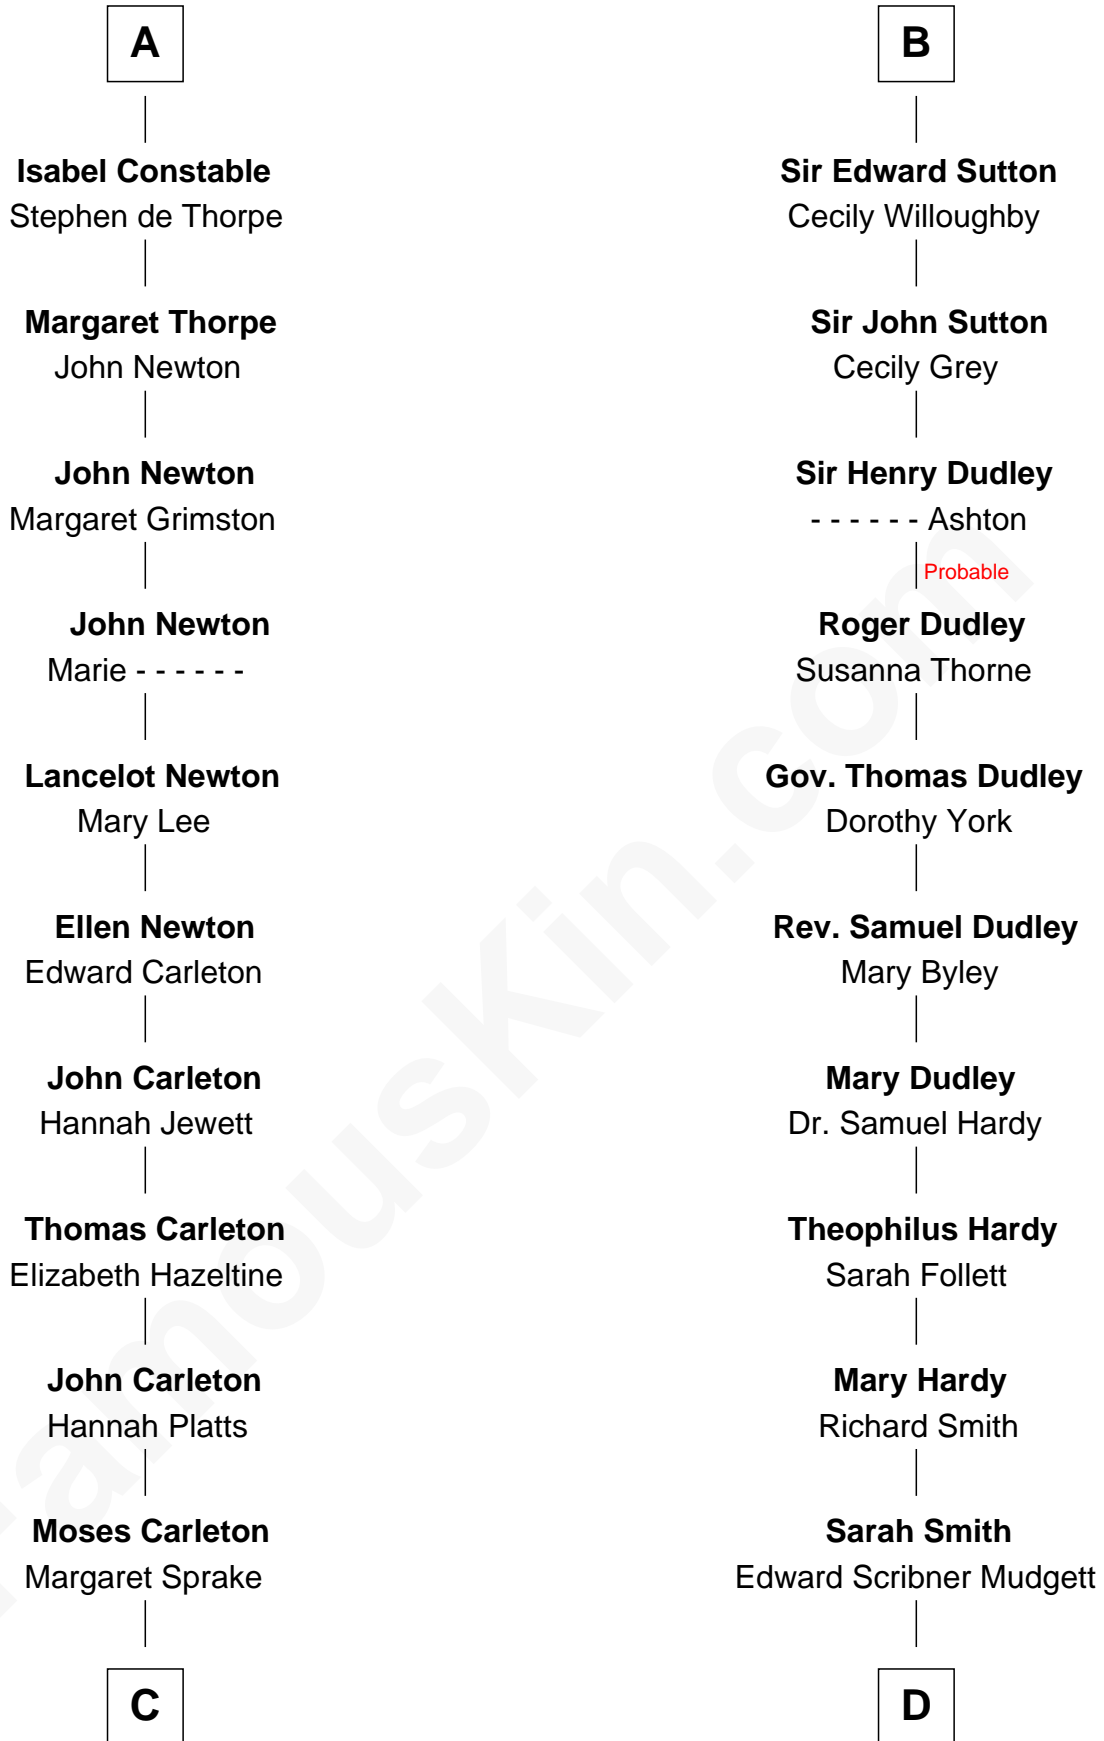 A
Isabel Constable
Stephen de Thorpe
Margaret Thorpe
John Newton
John Newton
Margaret Grimston
John Newton
Marie - - - - - -
Lancelot Newton
Mary Lee
Ellen Newton
Edward Carleton
John Carleton
Hannah Jewett
Thomas Carleton
Elizabeth Hazeltine
John Carleton
Hannah Platts
Moses Carleton
Margaret Sprake
C
B
Sir Edward Sutton
Cecily Willoughby
Sir John Sutton
Cecily Grey
Sir Henry Dudley
- - - - - - Ashton
Probable
Roger Dudley
Susanna Thorne
Gov. Thomas Dudley
Dorothy York
Rev. Samuel Dudley
Mary Byley
Mary Dudley
Dr. Samuel Hardy
Theophilus Hardy
Sarah Follett
Mary Hardy
Richard Smith
Sarah Smith
Edward Scribner Mudgett
D
FamousKin.com